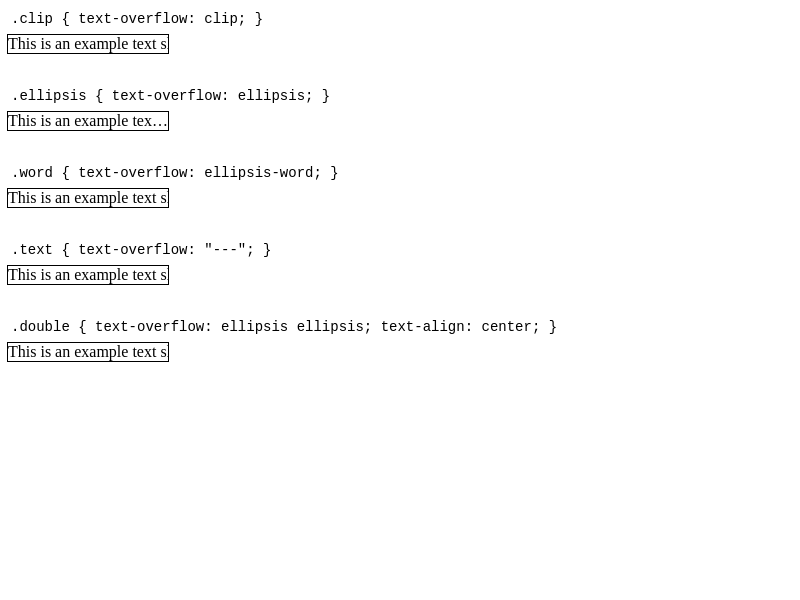 .clip { text-overflow: clip; }
This is an example text s
.ellipsis { text-overflow: ellipsis; }
This is an example tex…
.word { text-overflow: ellipsis-word; }
This is an example text s
.text { text-overflow: "---"; }
This is an example text s
.double { text-overflow: ellipsis ellipsis; text-align: center; }
This is an example text s